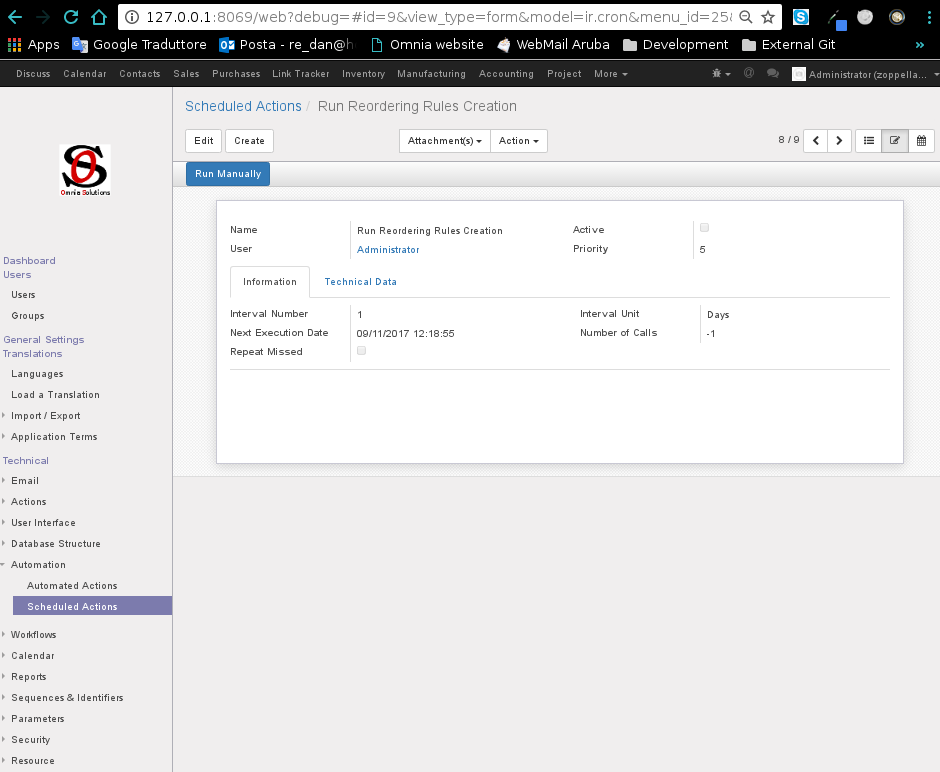 127.0.0.1:8069/web?debug=#id=9&view_type=form&model=ir.cron&menu_id=25
Apps Google Traduttore Posta - re_dan@h Omnia website WebMail Aruba Development External Git »
Discuss Calendar Contacts Sales Purchases Link Tracker Inventory Manufacturing Accounting Project More @ Administrator (zoppella...
Scheduled Actions / Run Reordering Rules Creation
Edit Create Attachment(s) Action 8 / 9
Run Manually
OS
Omnia Solutions
Name Run Reordering Rules Creation Active
User Administrator Priority 5
Information Technical Data
Interval Number 1 Interval Unit Days
Next Execution Date 09/11/2017 12:18:55 Number of Calls -1
Repeat Missed
Dashboard
Users
Users
Groups
General Settings
Translations
Languages
Load a Translation
Import / Export
Application Terms
Technical
Email
Actions
User Interface
Database Structure
Automation
Automated Actions
Scheduled Actions
Workflows
Calendar
Reports
Sequences & Identifiers
Parameters
Security
Resource